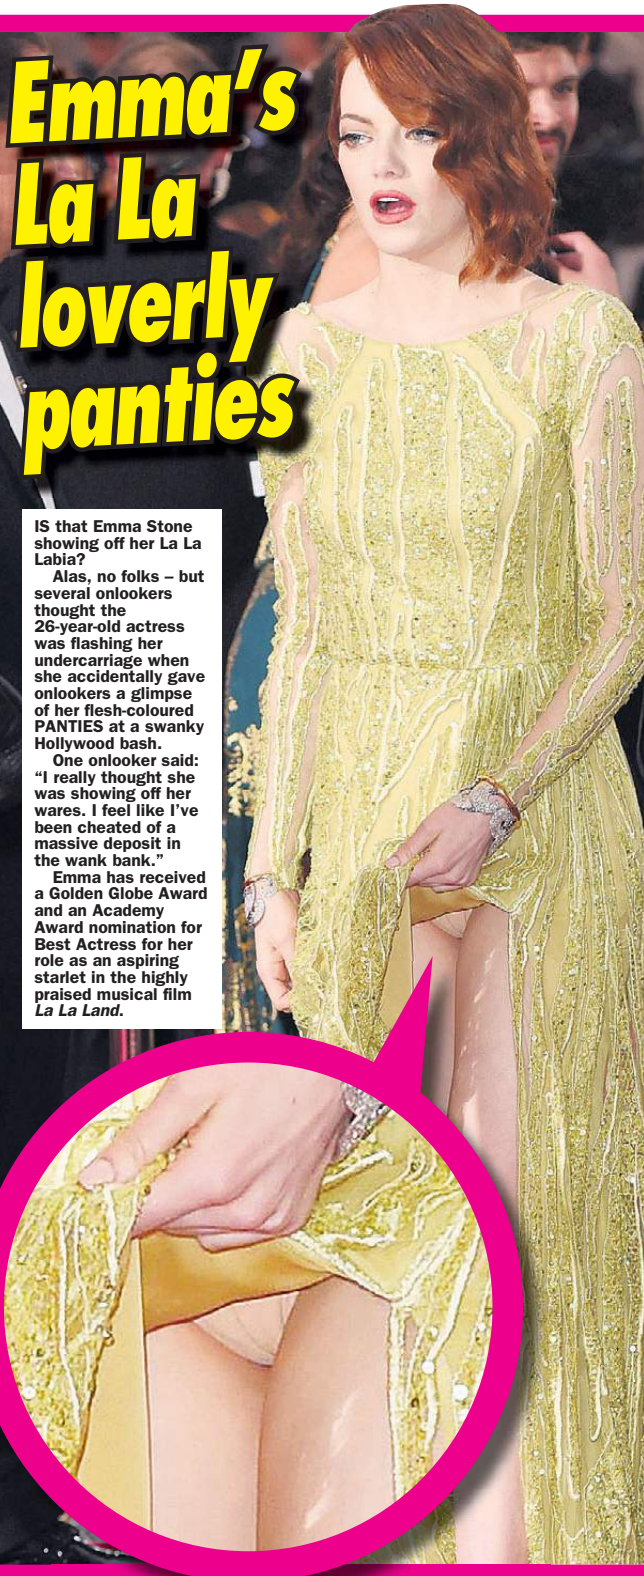 Emma's
La La
loverly
panties
IS that Emma Stone
showing off her La La
Labia?
Alas, no folks – but
several onlookers
thought the
26-year-old actress
was flashing her
undercarriage when
she accidentally gave
onlookers a glimpse
of her flesh-coloured
PANTIES at a swanky
Hollywood bash.
One onlooker said:
“I really thought she
was showing off her
wares. I feel like I’ve
been cheated of a
massive deposit in
the wank bank.”
Emma has received
a Golden Globe Award
and an Academy
Award nomination for
Best Actress for her
role as an aspiring
starlet in the highly
praised musical film
La La Land.